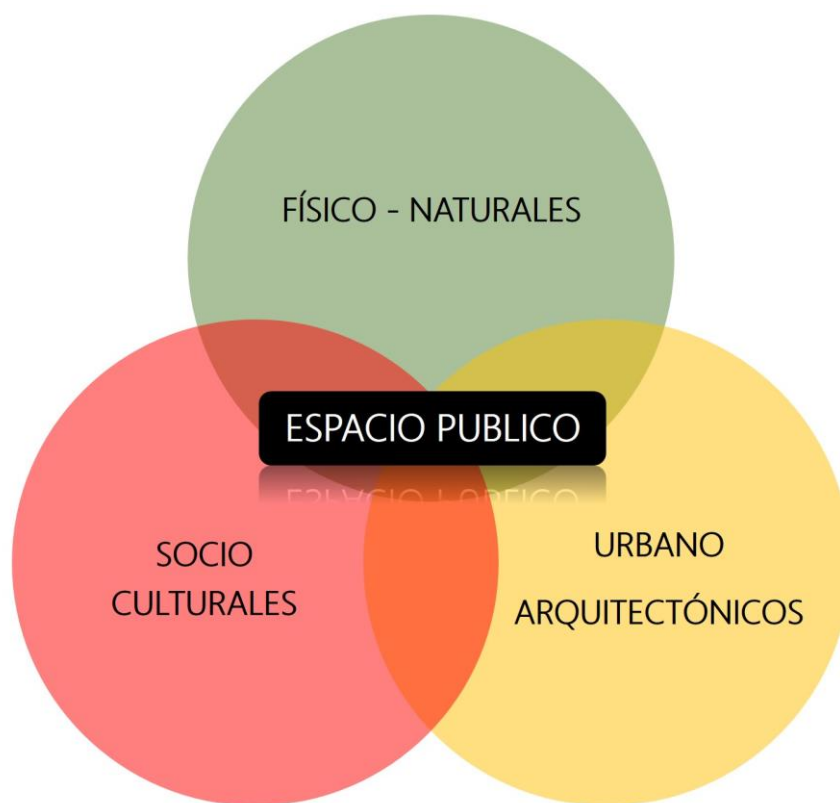 FÍSICO - NATURALES
ESPACIO PUBLICO
SOCIO
CULTURALES
URBANO
ARQUITECTÓNICOS